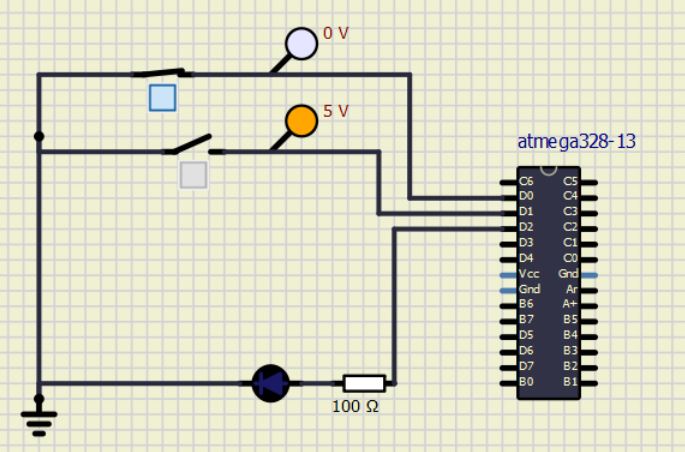 0 V
5 V
atmega328-13
C6 C5
D0 C4
D1 C3
D2 C2
D3 C1
D4 C0
Vcc Gnd
Gnd Ar
B6 A+
B7 B5
D5 B4
D6 B3
D7 B2
B0 B1
100 Ω